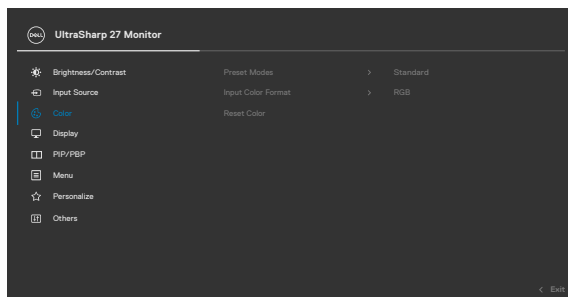 DELL UltraSharp 27 Monitor
Brightness/Contrast Preset Modes > Standard
Input Source Input Color Format > RGB
Color Reset Color
Display
PIP/PBP
Menu
Personalize
Others
< Exit